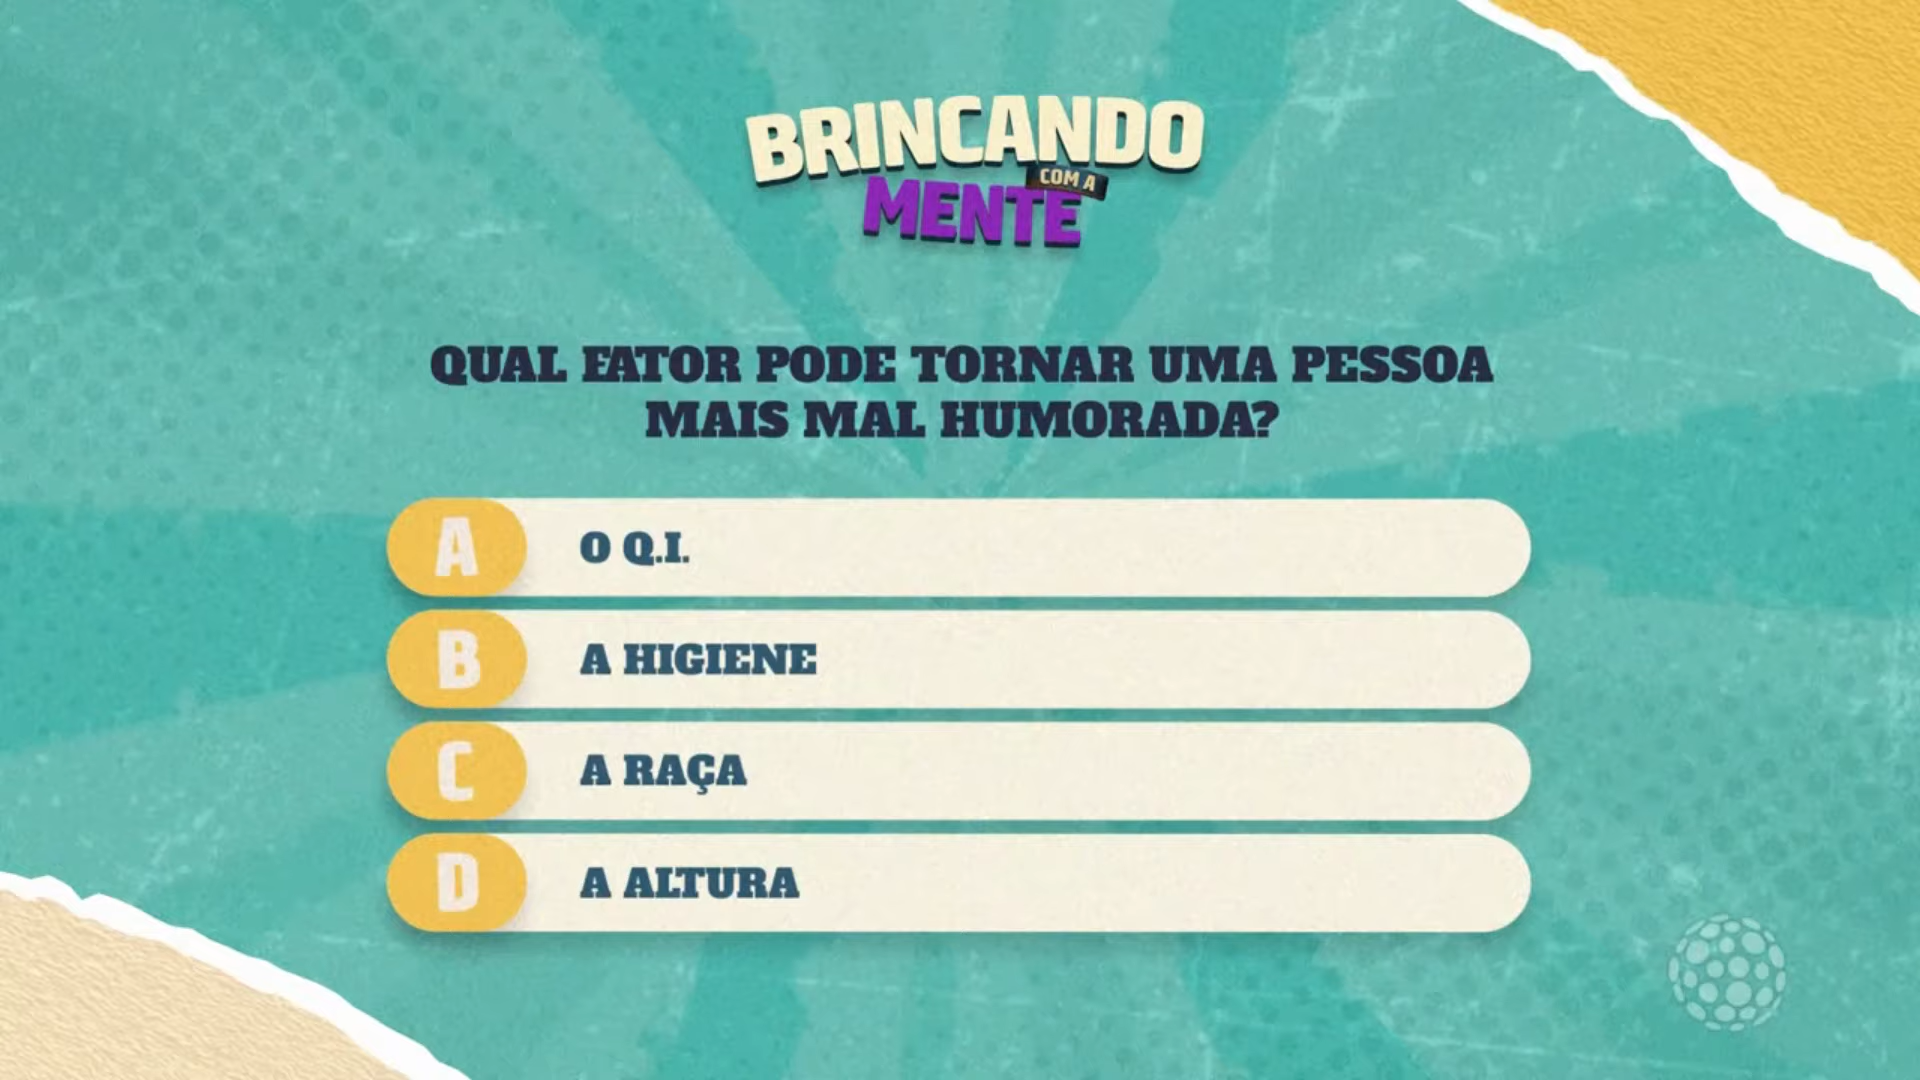 BRINCANDO
COM A
MENTE
QUAL FATOR PODE TORNAR UMA PESSOA
MAIS MAL HUMORADA?
A O Q.I.
B A HIGIENE
C A RAÇA
D A ALTURA